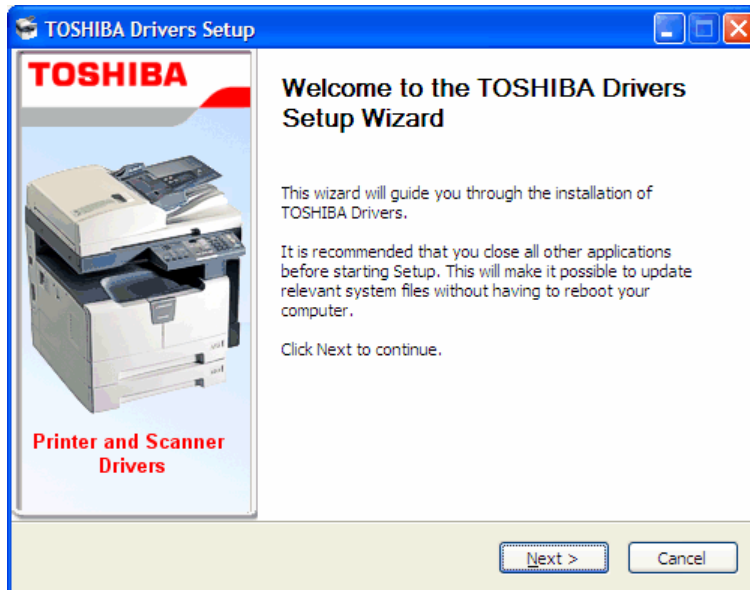 TOSHIBA Drivers Setup
TOSHIBA
Printer and Scanner
Drivers
Welcome to the TOSHIBA Drivers
Setup Wizard
This wizard will guide you through the installation of
TOSHIBA Drivers.
It is recommended that you close all other applications
before starting Setup. This will make it possible to update
relevant system files without having to reboot your
computer.
Click Next to continue.
Next >
Cancel